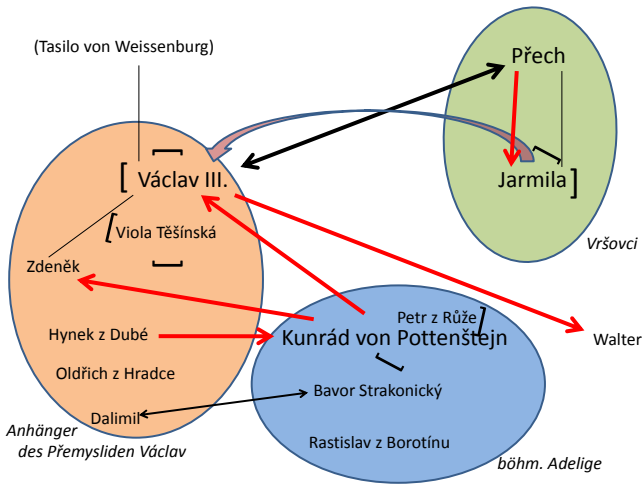 (Tasilo von Weissenburg)
Přech
Václav III.
Jarmila
Viola Těšínská
Vršovci
Zdeněk
Petr z Růže
Hynek z Dubé
Kunrád von Pottenštejn
Walter
Oldřich z Hradce
Bavor Strakonický
Dalimil
Anhänger
des Přemysliden Václav
Rastislav z Borotínu
böhm. Adelige